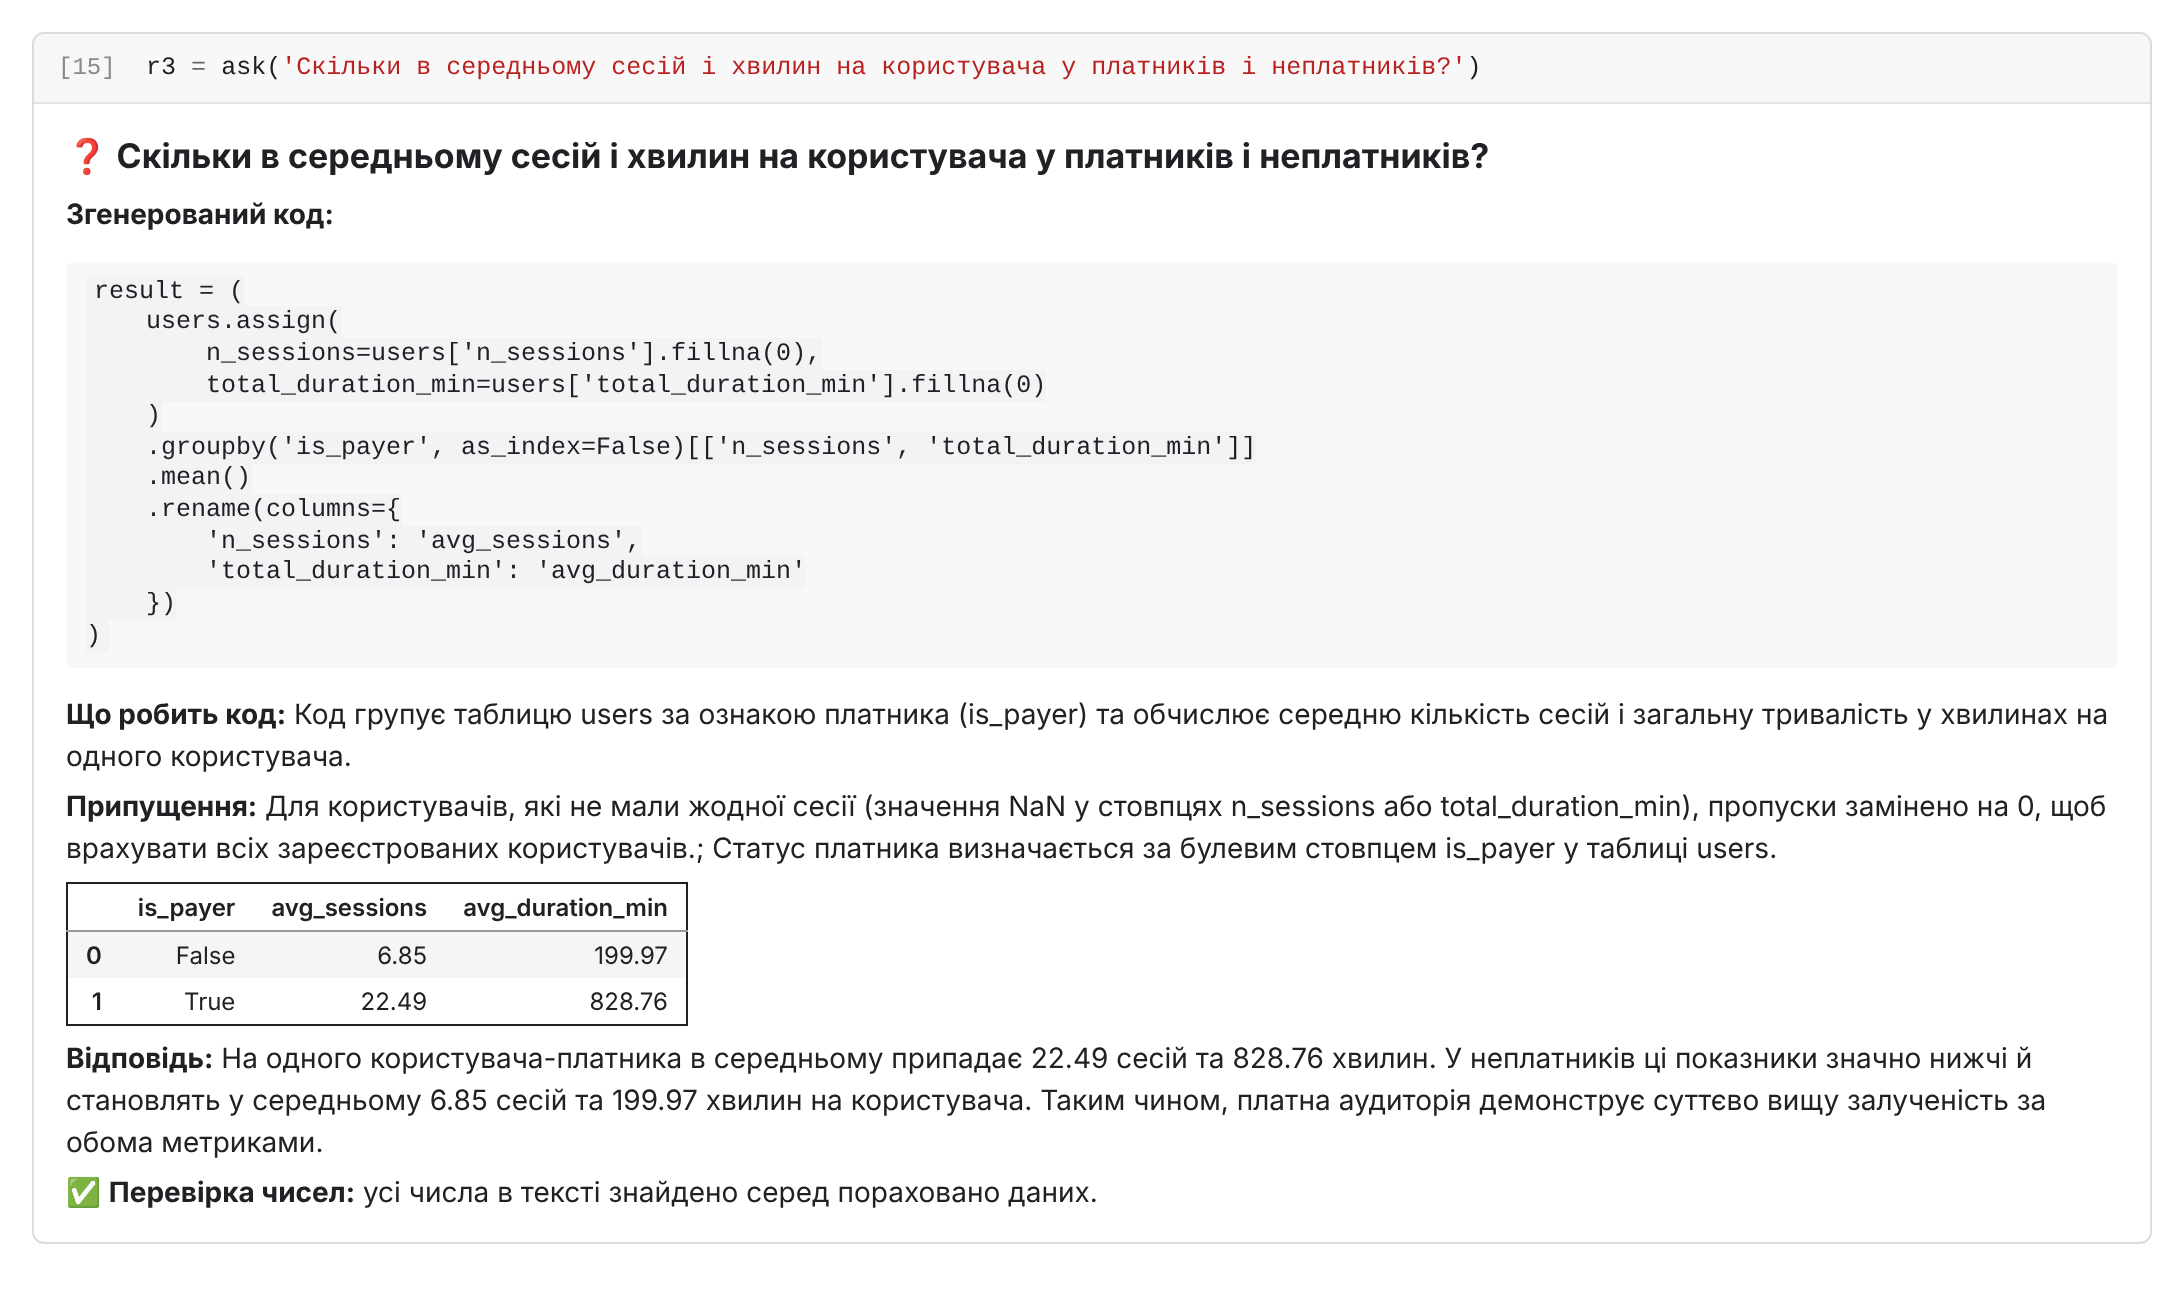 [15] r3 = ask('Скільки в середньому сесій і хвилин на користувача у платників і неплатників?')
❓ Скільки в середньому сесій і хвилин на користувача у платників і неплатників?
Згенерований код:
result = (
    users.assign(
        n_sessions=users['n_sessions'].fillna(0),
        total_duration_min=users['total_duration_min'].fillna(0)
    )
    .groupby('is_payer', as_index=False)[['n_sessions', 'total_duration_min']]
    .mean()
    .rename(columns={
        'n_sessions': 'avg_sessions',
        'total_duration_min': 'avg_duration_min'
    })
)
Що робить код: Код групує таблицю users за ознакою платника (is_payer) та обчислює середню кількість сесій і загальну тривалість у хвилинах на
одного користувача.
Припущення: Для користувачів, які не мали жодної сесії (значення NaN у стовпцях n_sessions або total_duration_min), пропуски замінено на 0, щоб
врахувати всіх зареєстрованих користувачів.; Статус платника визначається за булевим стовпцем is_payer у таблиці users.
is_payer avg_sessions avg_duration_min
0 False 6.85 199.97
1 True 22.49 828.76
Відповідь: На одного користувача-платника в середньому припадає 22.49 сесій та 828.76 хвилин. У неплатників ці показники значно нижчі й
становлять у середньому 6.85 сесій та 199.97 хвилин на користувача. Таким чином, платна аудиторія демонструє суттєво вищу залученість за
обома метриками.
✅ Перевірка чисел: усі числа в тексті знайдено серед пораховано даних.